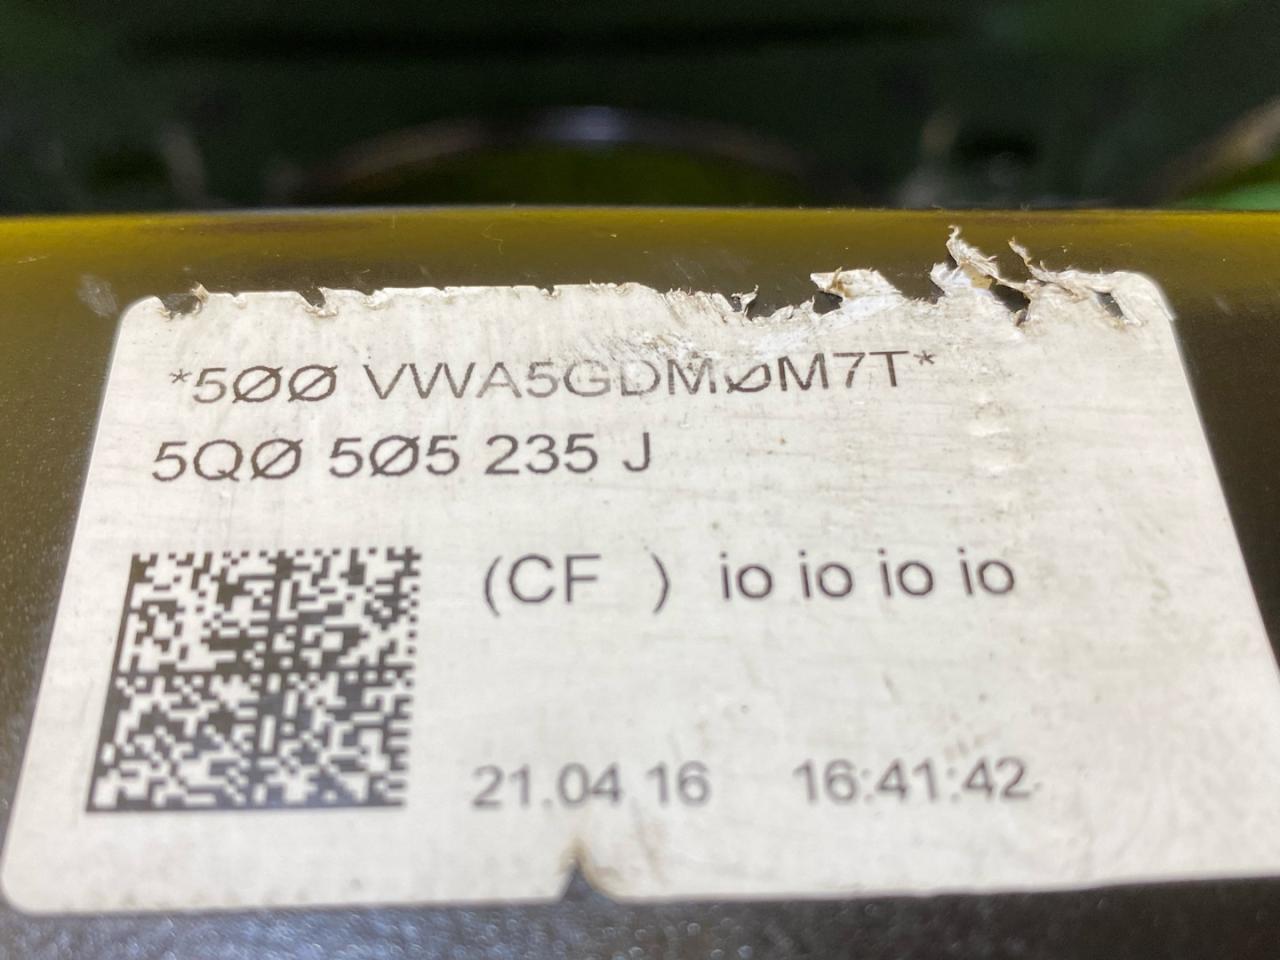 *5ØØ VWA5GDMØM7T*
5QØ 5Ø5 235 J
(CF ) io io io io
21.04 16 16:41:42